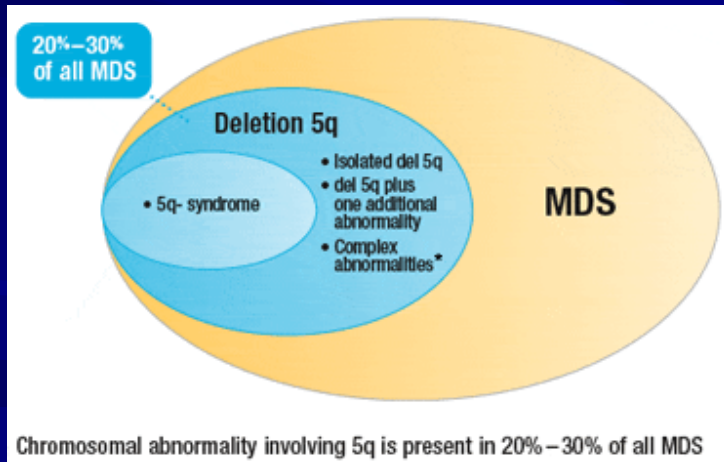 20%–30%
of all MDS
Deletion 5q
• 5q- syndrome
• Isolated del 5q
• del 5q plus
one additional
abnormality
• Complex
abnormalities*
MDS
Chromosomal abnormality involving 5q is present in 20%–30% of all MDS